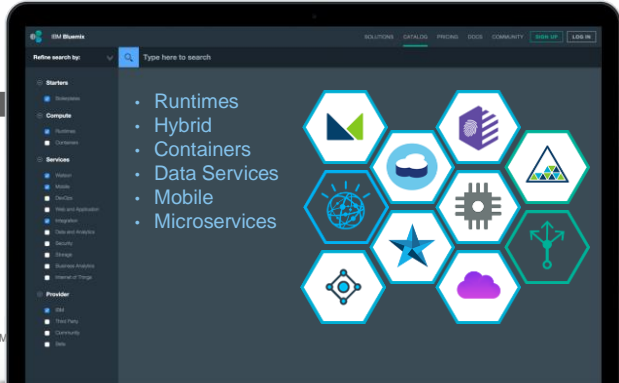 IBM Bluemix
SOLUTIONS CATALOG PRICING DOCS COMMUNITY SIGN UP LOG IN
Refine search by:
Type here to search
Starters
Boilerplates
Compute
Runtimes
Containers
Services
Watson
Mobile
DevOps
Web and Application
Integration
Data and Analytics
Security
Storage
Business Analytics
Internet of Things
Provider
IBM
Third Party
Community
Beta
• Runtimes
• Hybrid
• Containers
• Data Services
• Mobile
• Microservices
M